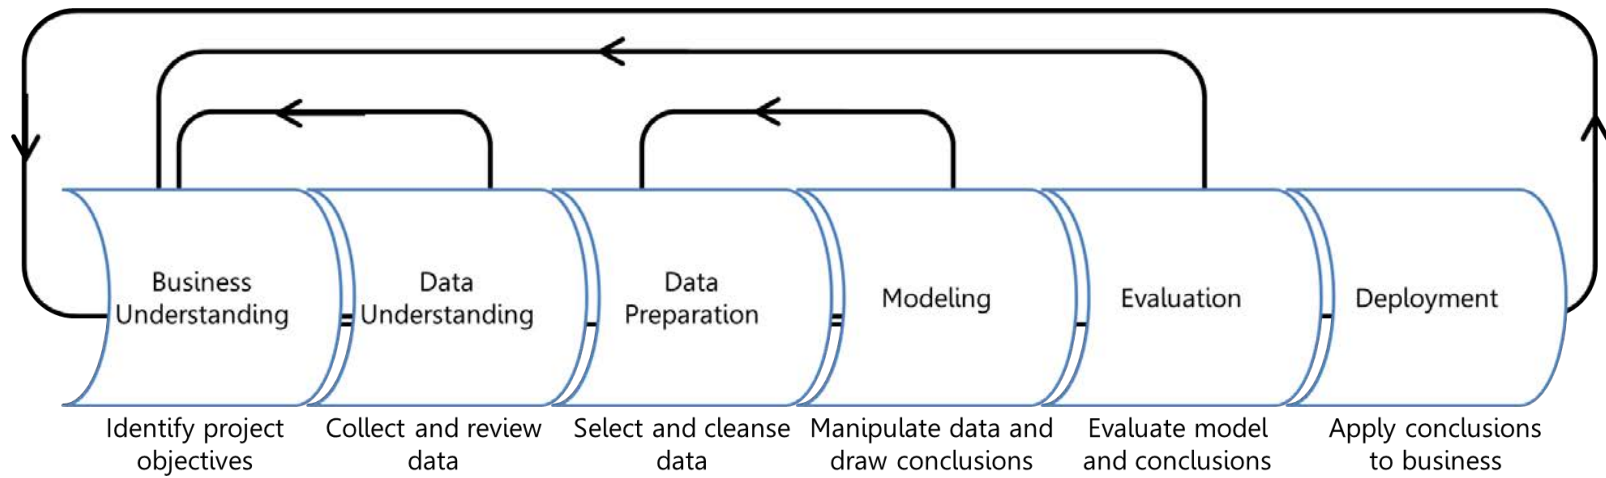 Business
Understanding
Data
Understanding
Data
Preparation
Modeling
Evaluation
Deployment
Identify project
objectives
Collect and review
data
Select and cleanse
data
Manipulate data and
draw conclusions
Evaluate model
and conclusions
Apply conclusions
to business